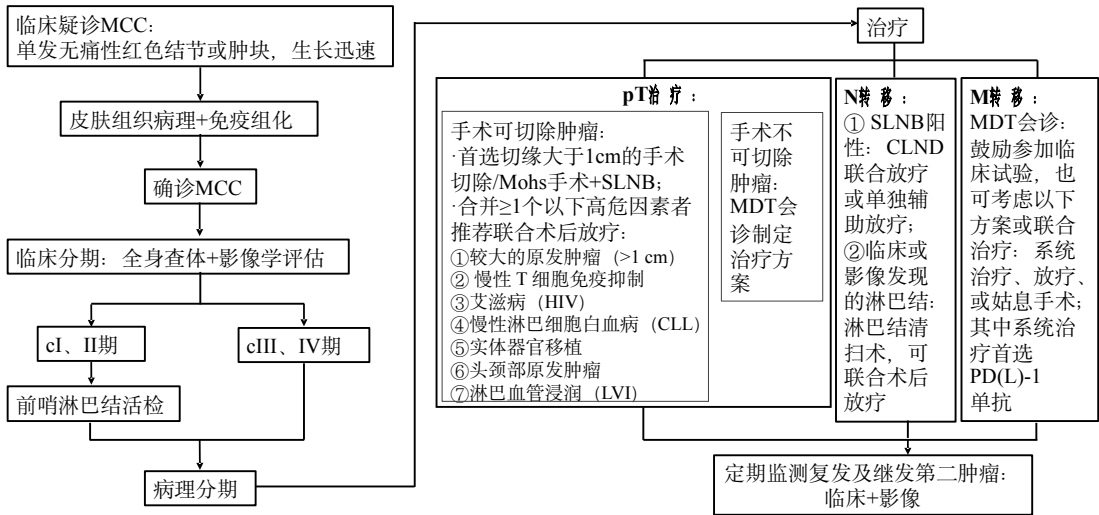 临床疑诊MCC：
单发无痛性红色结节或肿块，生长迅速
皮肤组织病理+免疫组化
确诊MCC
临床分期：全身查体+影像学评估
cI、II期
cIII、IV期
前哨淋巴结活检
病理分期
治疗
pT治疗：
手术可切除肿瘤：
·首选切缘大于1cm的手术
切除/Mohs手术+SLNB；
·合并≥1个以下高危因素者
推荐联合术后放疗：
①较大的原发肿瘤（>1 cm）
② 慢性 T 细胞免疫抑制
③艾滋病（HIV）
④慢性淋巴细胞白血病（CLL）
⑤实体器官移植
⑥头颈部原发肿瘤
⑦淋巴血管浸润（LVI）
手术不
可切除
肿瘤：
MDT会
诊制定
治疗方
案
N转移：
① SLNB阳
性：CLND
联合放疗
或单独辅
助放疗；
②临床或
影像发现
的淋巴结：
淋巴结清
扫术，可
联合术后
放疗
M转移：
MDT会诊：
鼓励参加临
床试验，也
可考虑以下
方案或联合
治疗：系统
治疗、放疗、
或姑息手术；
其中系统治
疗首选
PD(L)-1
单抗
定期监测复发及继发第二肿瘤：
临床+影像